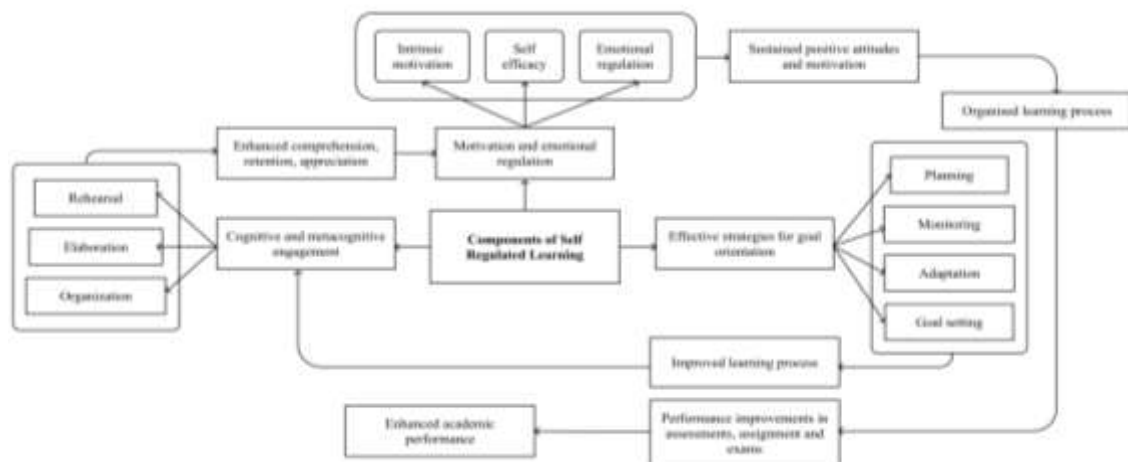 Intrinsic
motivation
Self
efficacy
Emotional
regulation
Sustained positive attitudes
and motivation
Organised learning process
Enhanced comprehension,
retention, appreciation
Motivation and emotional
regulation
Rehearsal
Elaboration
Organization
Cognitive and metacognitive
engagement
Components of Self
Regulated Learning
Effective strategies for goal
orientation
Planning
Monitoring
Adaptation
Goal setting
Improved learning process
Enhanced academic
performance
Performance improvements in
assessments, assignment and
exams